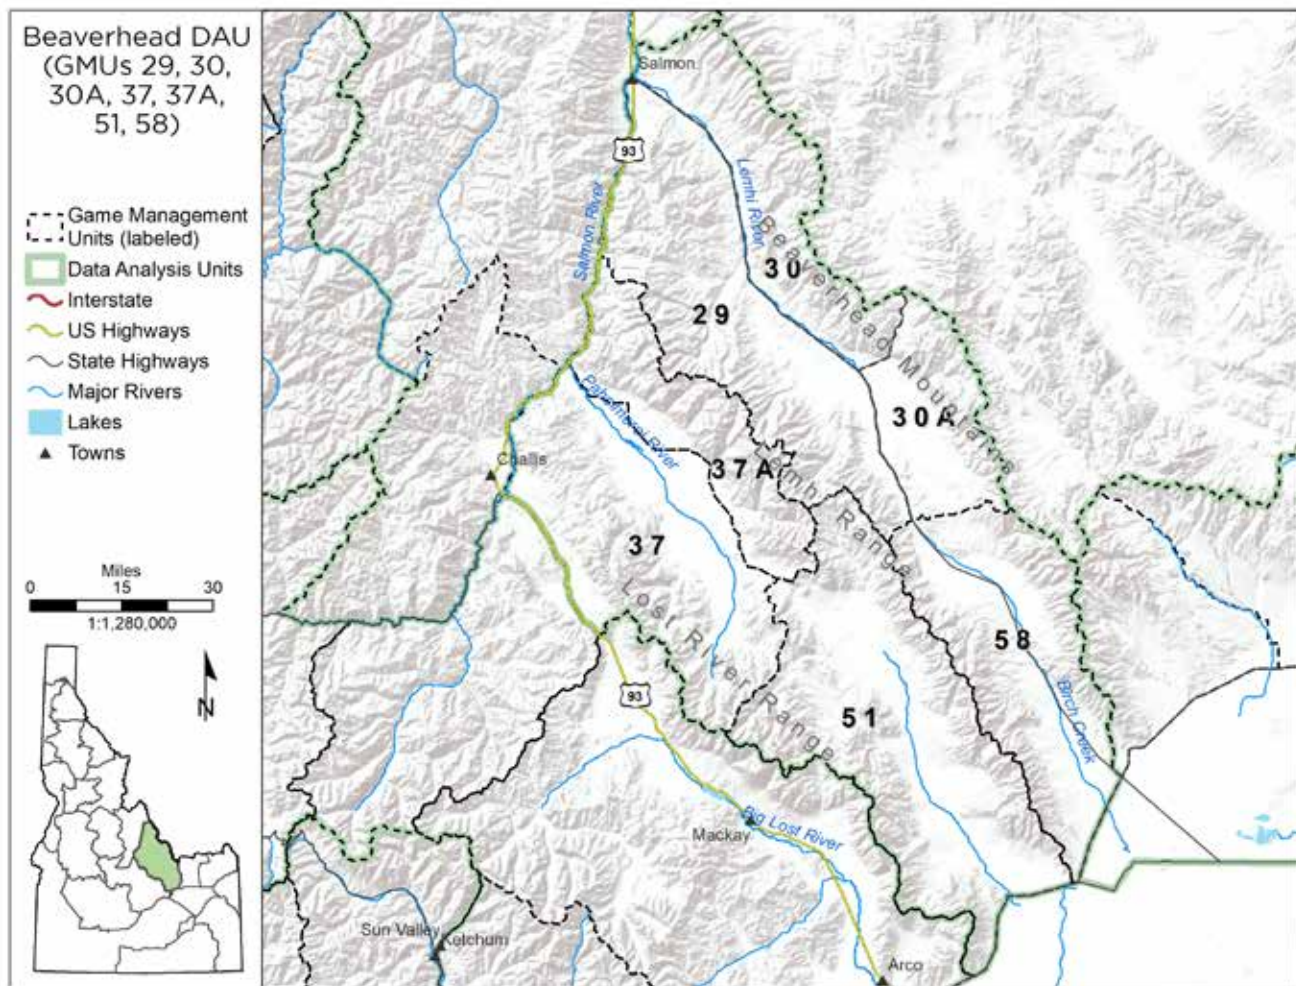 Beaverhead DAU
(GMUs 29, 30,
30A, 37, 37A,
51, 58)
Game Management
Units (labeled)
Data Analysis Units
Interstate
US Highways
State Highways
Major Rivers
Lakes
Towns
Miles
0 15 30
1:1,280,000
N
Salmon
93
Salmon River
Lemhi River
Beaverhead Mountains
30
29
30A
Pahsimeroi River
37A
Lemhi Range
Challis
37
Lost River Range
58
93
51
Birch Creek
Mackay
Big Lost River
Sun Valley
Ketchum
Arco